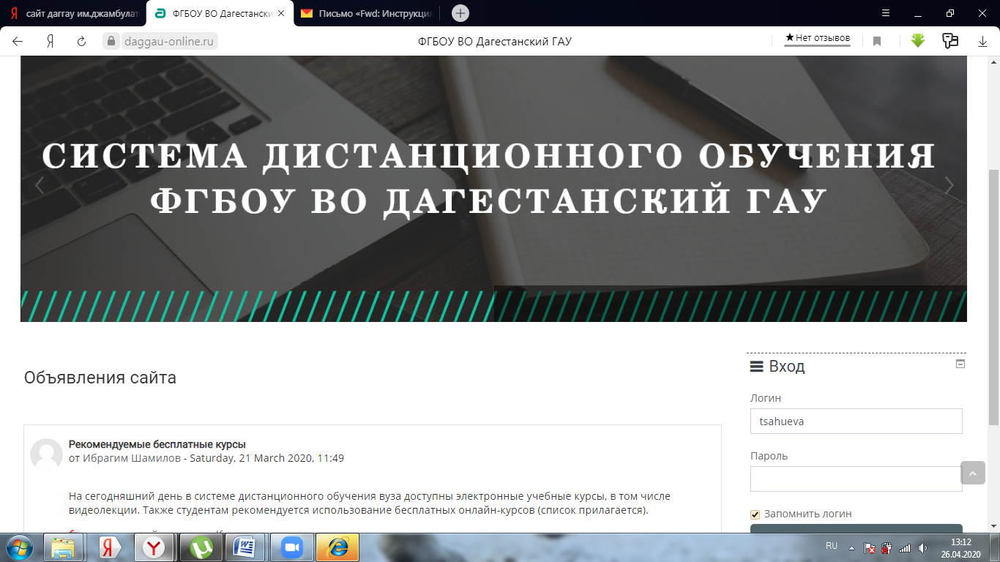 сайт даггау им.джамбулат
ФГБОУ ВО Дагестански
Письмо «Fwd: Инструкция
daggau-online.ru
ФГБОУ ВО Дагестанский ГАУ
Нет отзывов
СИСТЕМА ДИСТАНЦИОННОГО ОБУЧЕНИЯ
ФГБОУ ВО ДАГЕСТАНСКИЙ ГАУ
Объявления сайта
Рекомендуемые бесплатные курсы
от Ибрагим Шамилов - Saturday, 21 March 2020, 11:49
На сегодняшний день в системе дистанционного обучения вуза доступны электронные учебные курсы, в том числе
видеолекции. Также студентам рекомендуется использование бесплатных онлайн-курсов (список прилагается).
Вход
Логин
tsahueva
Пароль
Запомнить логин
RU
13:12
26.04.2020